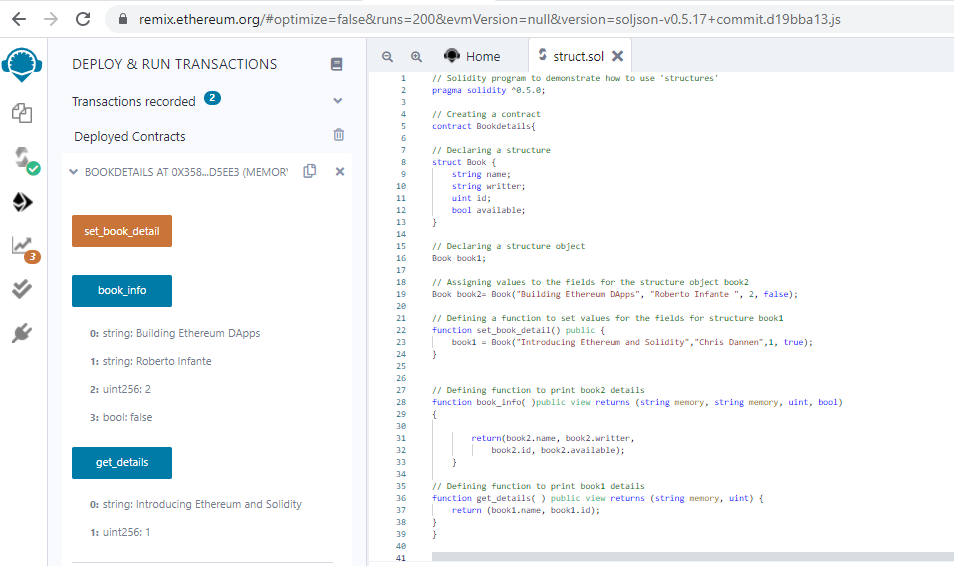 remix.ethereum.org/#optimize=false&runs=200&evmVersion=null&version=soljson-v0.5.17+commit.d19bba13.js
DEPLOY & RUN TRANSACTIONS
Transactions recorded 2
Deployed Contracts
BOOKDETAILS AT 0X358...D5EE3 (MEMOR
set_book_detail
book_info
0: string: Building Ethereum DApps
1: string: Roberto Infante
2: uint256: 2
3: bool: false
get_details
0: string: Introducing Ethereum and Solidity
1: uint256: 1
3
Home
struct.sol
1 // Solidity program to demonstrate how to use 'structures'
2 pragma solidity ^0.5.0;
3
4 // Creating a contract
5 contract Bookdetails{
6
7 // Declaring a structure
8 struct Book {
9 string name;
10 string writter;
11 uint id;
12 bool available;
13 }
14
15 // Declaring a structure object
16 Book book1;
17
18 // Assigning values to the fields for the structure object book2
19 Book book2= Book("Building Ethereum DApps", "Roberto Infante ", 2, false);
20
21 // Defining a function to set values for the fields for structure book1
22 function set_book_detail() public {
23 book1 = Book("Introducing Ethereum and Solidity","Chris Dannen",1, true);
24 }
25
26
27 // Defining function to print book2 details
28 function book_info( )public view returns (string memory, string memory, uint, bool)
29 {
30
31 return(book2.name, book2.writter,
32 book2.id, book2.available);
33 }
34
35 // Defining function to print book1 details
36 function get_details( ) public view returns (string memory, uint) {
37 return (book1.name, book1.id);
38 }
39 }
40
41